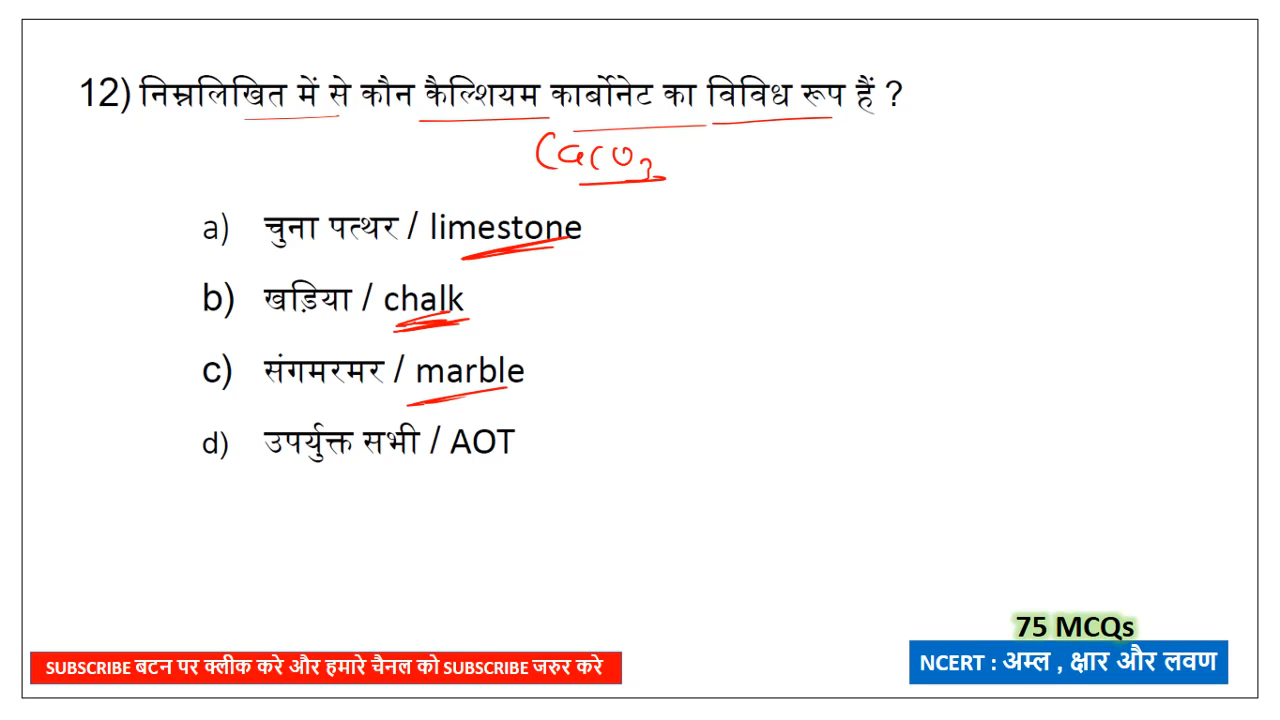 12) निम्नलिखित में से कौन कैल्शियम कार्बोनेट का विविध रूप हैं ?
CaCO3
a) चुना पत्थर / limestone
b) खड़िया / chalk
c) संगमरमर / marble
d) उपर्युक्त सभी / AOT
75 MCQs
SUBSCRIBE बटन पर क्लीक करे और हमारे चैनल को SUBSCRIBE जरुर करे
NCERT : अम्ल , क्षार और लवण